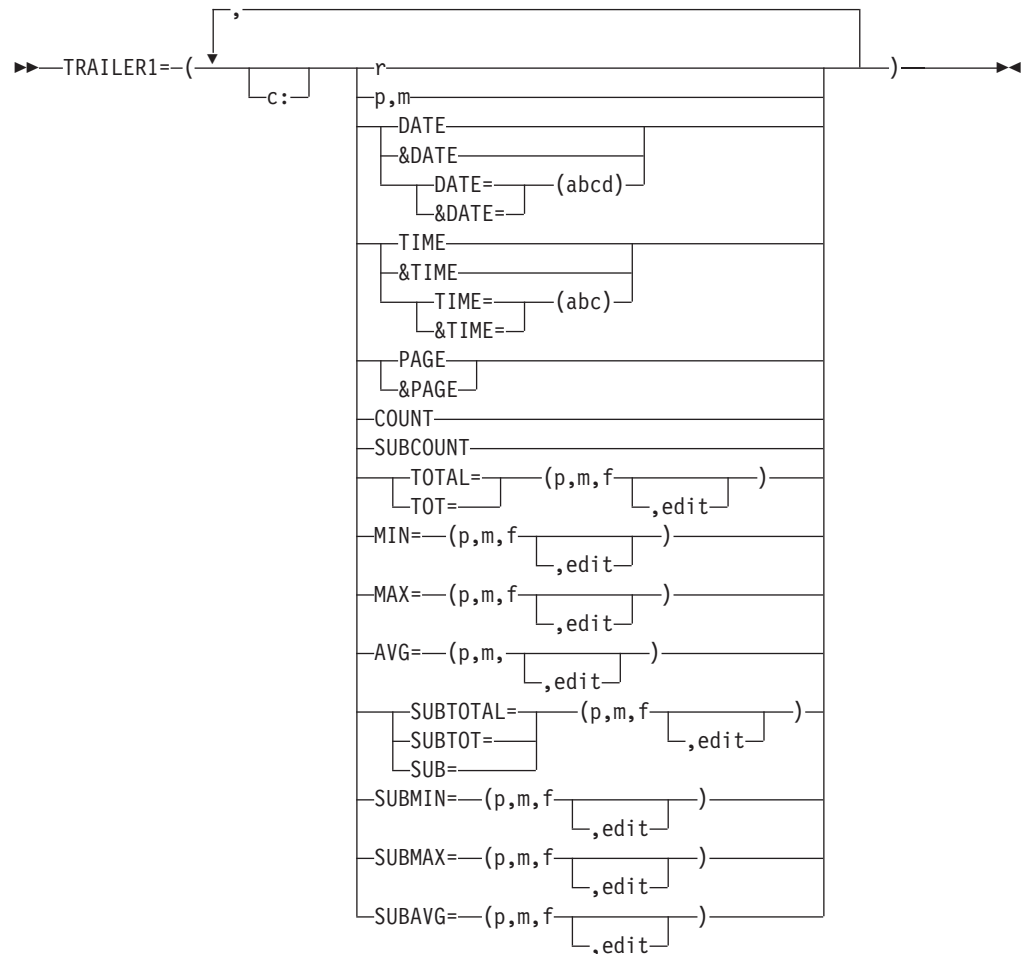 ,
TRAILER1= ( r )
c: p,m
DATE
&DATE
DATE= (abcd)
&DATE=
TIME
&TIME
TIME= (abc)
&TIME=
PAGE
&PAGE
COUNT
SUBCOUNT
TOTAL= (p,m,f )
TOT= ,edit
MIN= (p,m,f )
,edit
MAX= (p,m,f )
,edit
AVG= (p,m, )
,edit
SUBTOTAL= (p,m,f )
SUBTOT= ,edit
SUB=
SUBMIN= (p,m,f )
,edit
SUBMAX= (p,m,f )
,edit
SUBAVG= (p,m,f )
,edit